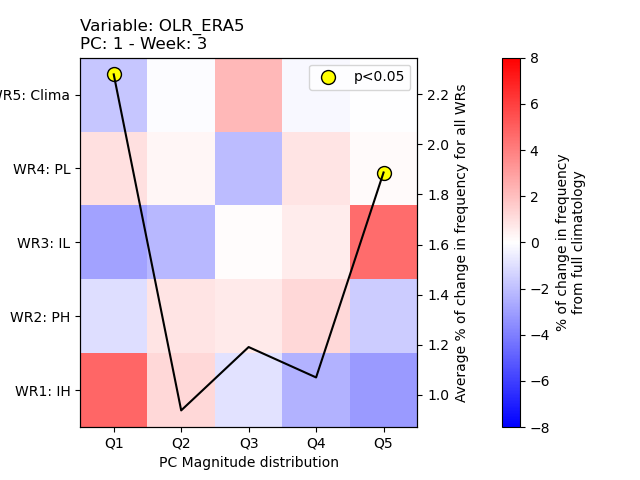 Variable: OLR_ERA5
PC: 1 - Week: 3
p<0.05
WR5: Clima
WR4: PL
WR3: IL
WR2: PH
WR1: IH
Q1 Q2 Q3 Q4 Q5
PC Magnitude distribution
2.2
2.0
1.8
1.6
1.4
1.2
1.0
Average % of change in frequency for all WRs
8
6
4
2
0
−2
−4
−6
−8
% of change in frequency
from full climatology